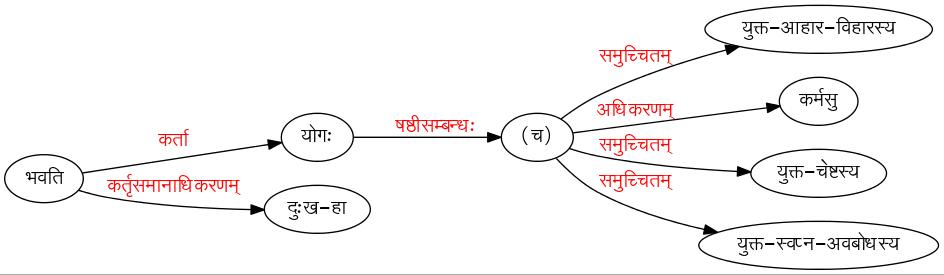 भवति
कर्ता
कर्तृसमानाधिकरणम्
योगः
दुःख-हा
षष्ठीसम्बन्धः
(च)
समुच्चितम्
अधिकरणम्
समुच्चितम्
समुच्चितम्
युक्त-आहार-विहारस्य
कर्मसु
युक्त-चेष्टस्य
युक्त-स्वप्न-अवबोधस्य